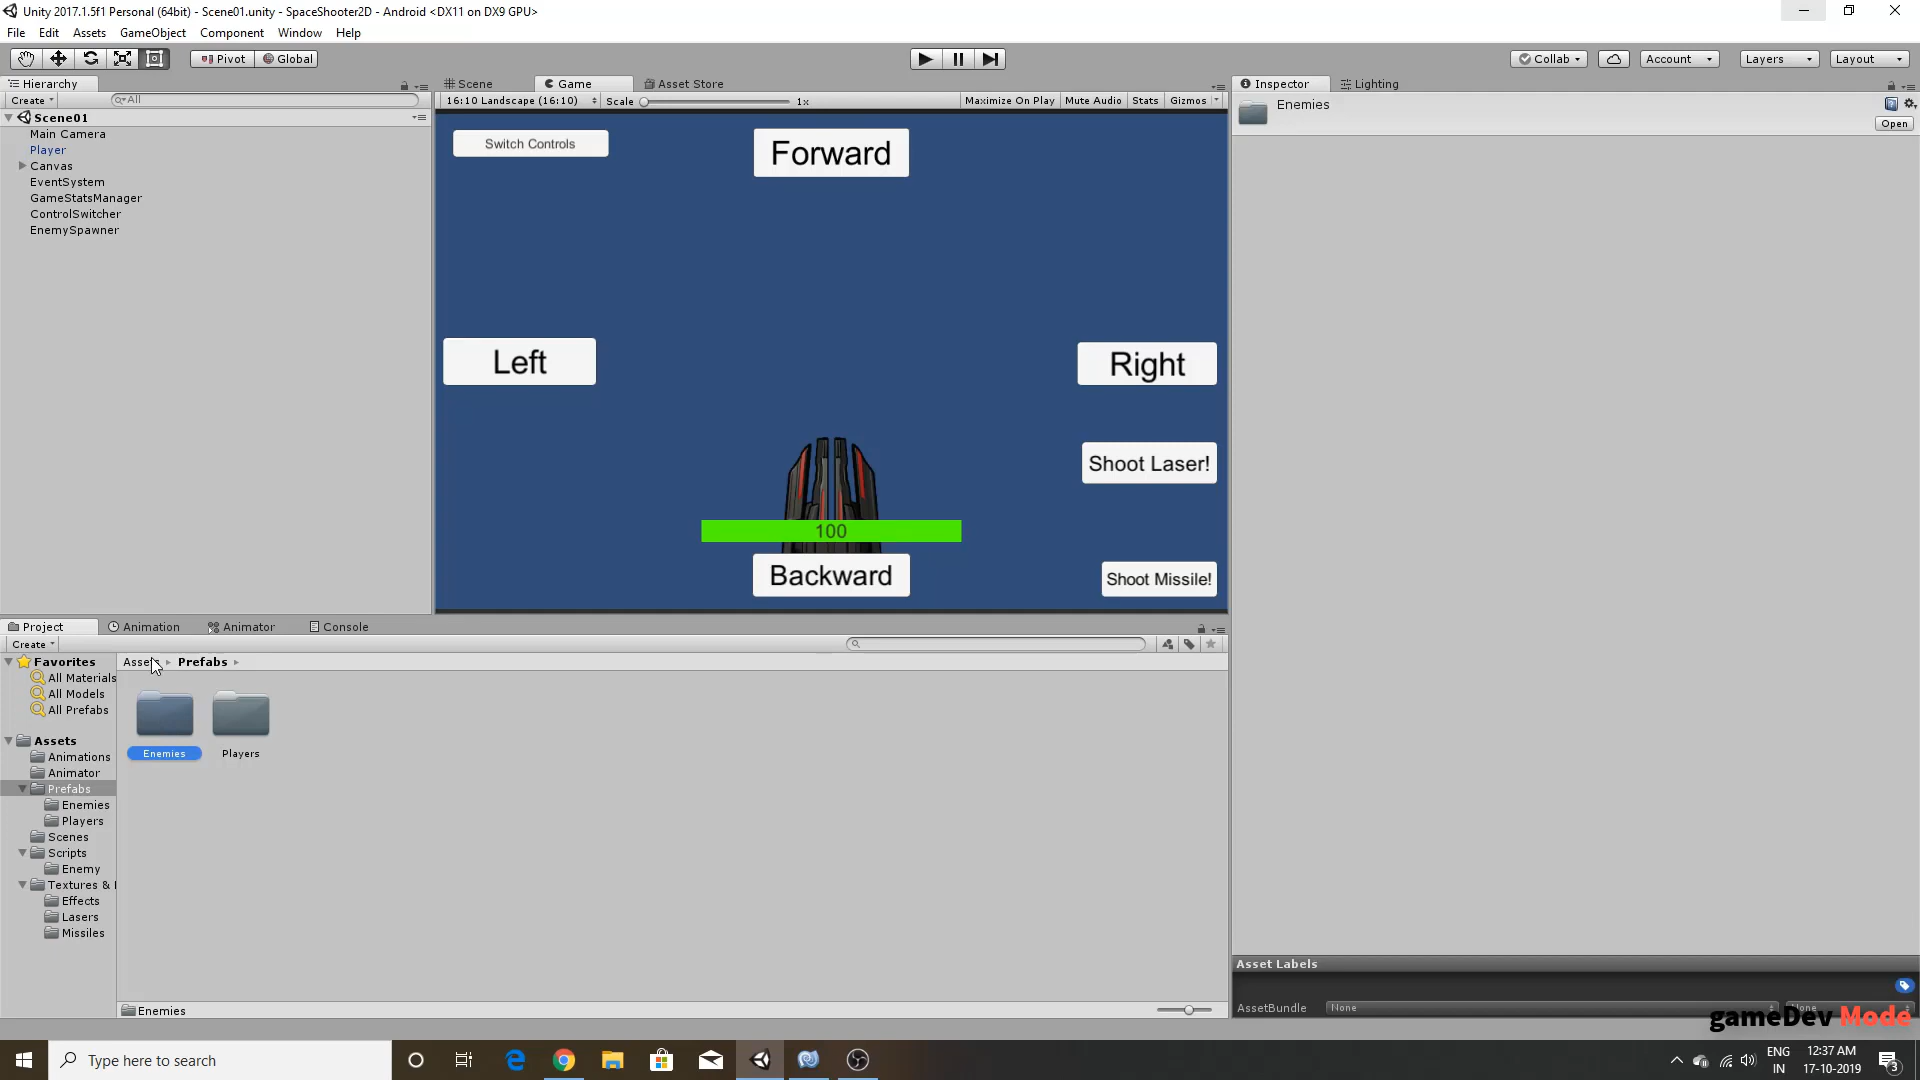 Unity 2017.1.5f1 Personal (64bit) - Scene01.unity - SpaceShooter2D - Android <DX11 on DX9 GPU>
File Edit Assets GameObject Component Window Help
Pivot Global Collab Account Layers Layout
Hierarchy Scene Game Asset Store Inspector Lighting
Create All 16:10 Landscape (16:10) Scale 1x Maximize On Play Mute Audio Stats Gizmos Enemies
Open
Scene01
Main Camera
Player
Canvas
EventSystem
GameStatsManager
ControlSwitcher
EnemySpawner
Switch Controls Forward
Left Right
Shoot Laser!
100
Backward Shoot Missile!
Project Animation Animator Console
Create
Favorites
All Materials
All Models
All Prefabs
Assets
Animations
Animator
Prefabs
Enemies
Players
Scenes
Scripts
Enemy
Textures &
Effects
Lasers
Missiles
Assets Prefabs
Enemies Players
Enemies
Asset Labels
AssetBundle None None
gameDev Mode
Type here to search
ENG
IN
12:37 AM
17-10-2019
3